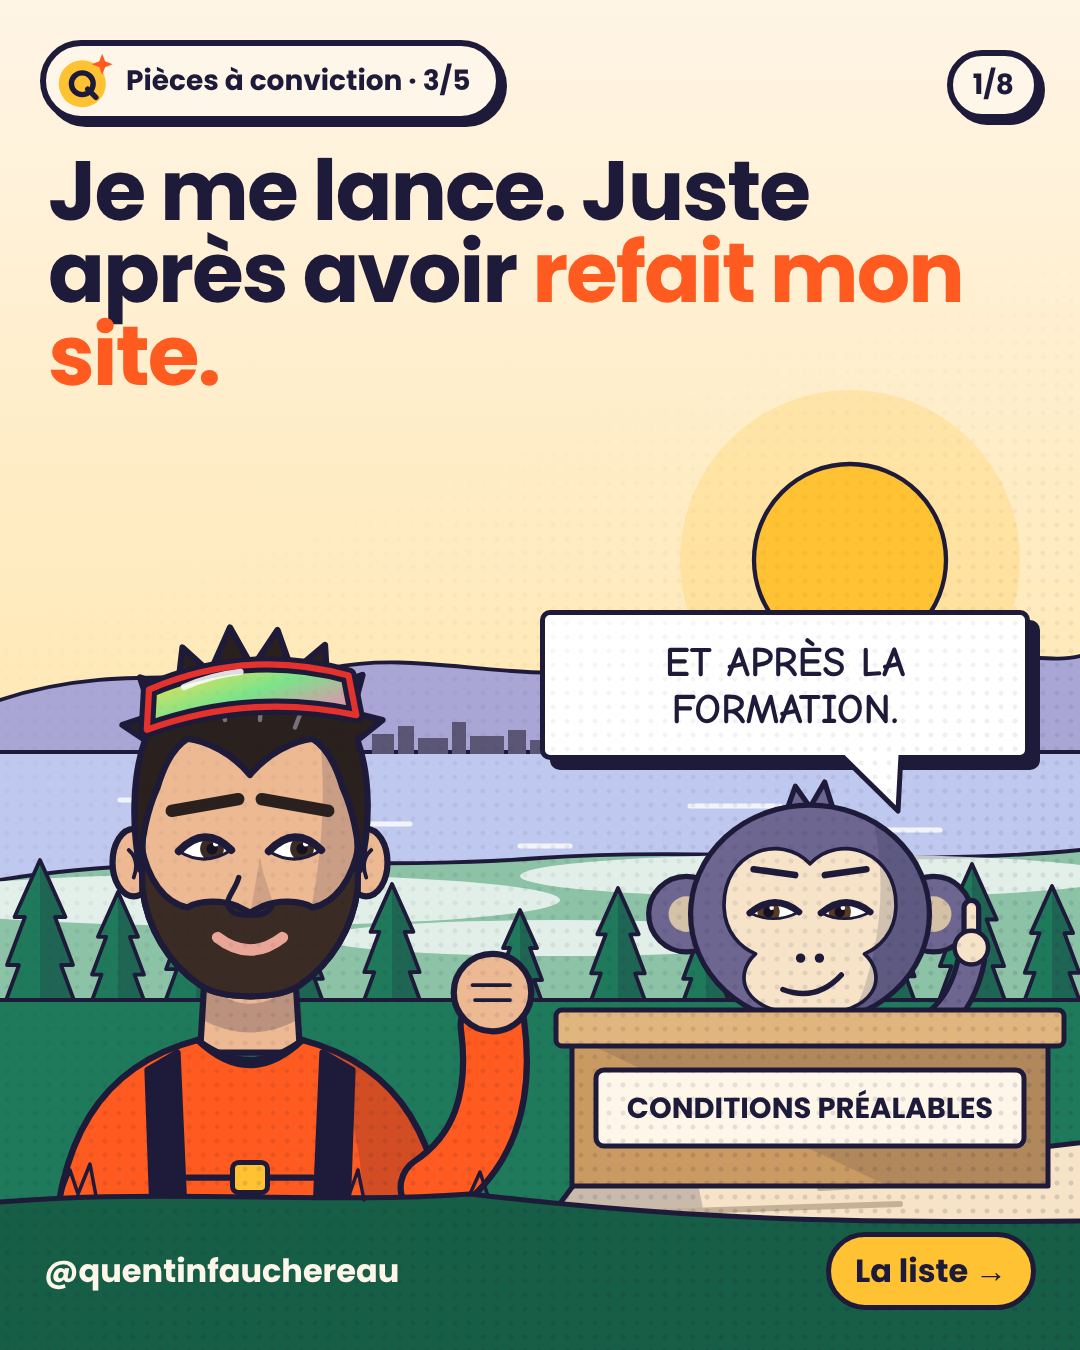 Q Pièces à conviction · 3/5
1/8
Je me lance. Juste
après avoir refait mon
site.
ET APRÈS LA
FORMATION.
CONDITIONS PRÉALABLES
@quentinfauchereau
La liste →